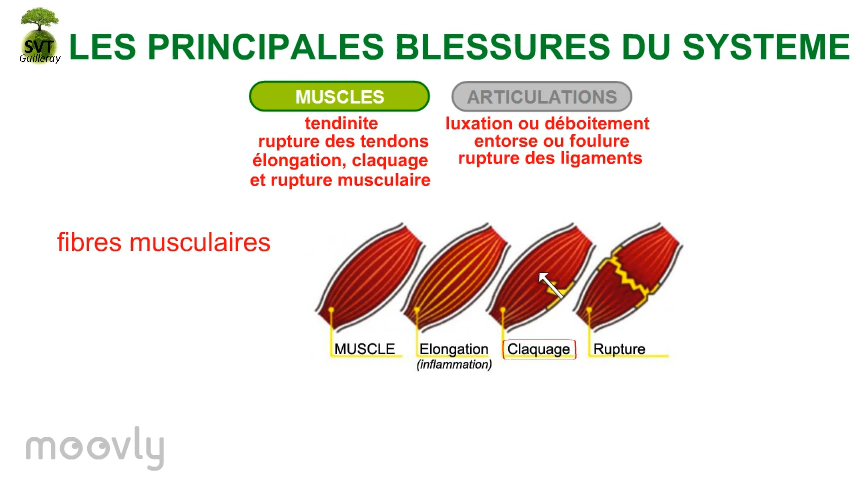 SVT
Guilleray
LES PRINCIPALES BLESSURES DU SYSTEME
MUSCLES
tendinite
rupture des tendons
élongation, claquage
et rupture musculaire
ARTICULATIONS
luxation ou déboitement
entorse ou foulure
rupture des ligaments
fibres musculaires
MUSCLE
Elongation
(inflammation)
Claquage
Rupture
moovly